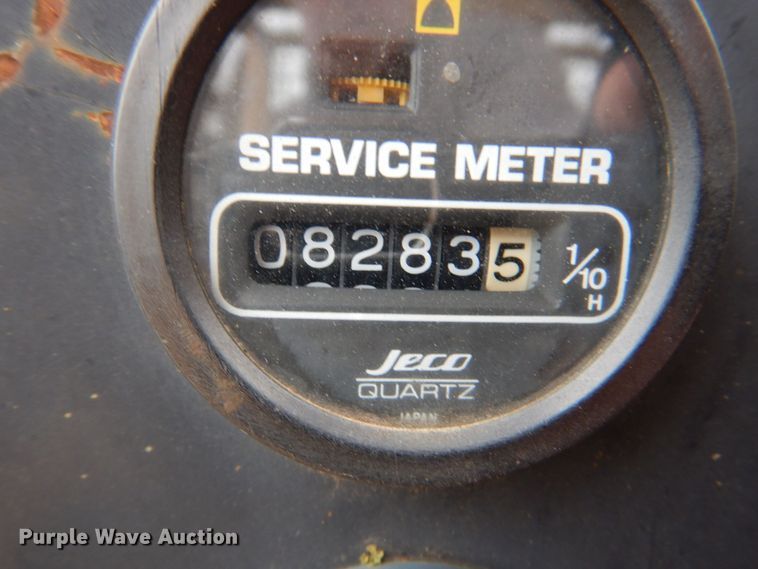 SERVICE METER
082835 1/10 H
Jeco
QUARTZ
JAPAN
Purple Wave Auction